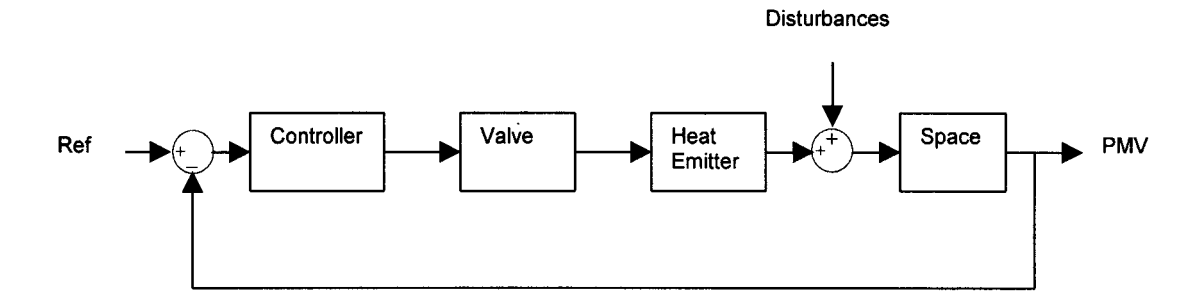 Disturbances
Ref
+
_
Controller
Valve
Heat
Emitter
+
+
Space
PMV